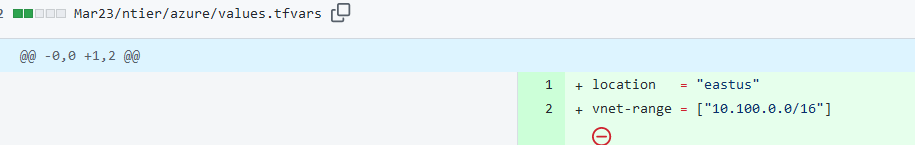 2 Mar23/ntier/azure/values.tfvars
@@ -0,0 +1,2 @@
1 + location   = "eastus"
2 + vnet-range = ["10.100.0.0/16"]